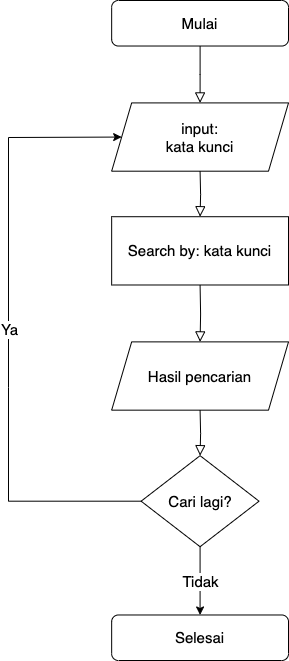 Mulai
input:
kata kunci
Search by: kata kunci
Ya
Hasil pencarian
Cari lagi?
Tidak
Selesai